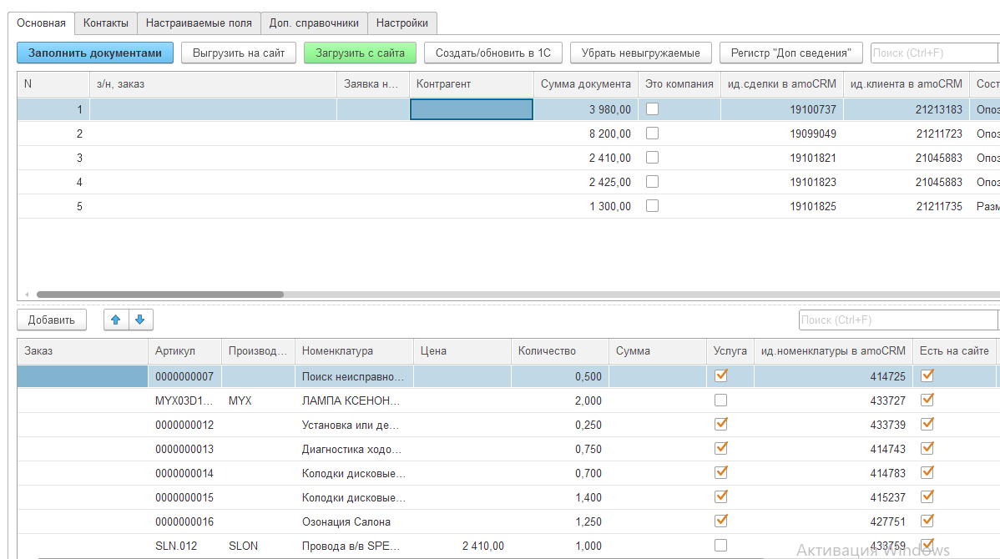 Основная Контакты Настраиваемые поля Доп. справочники Настройки
Заполнить документами Выгрузить на сайт Загрузить с сайта Создать/обновить в 1С Убрать невыгружаемые Регистр "Доп сведения" Поиск (Ctrl+F)
N з/н, заказ Заявка н... Контрагент Сумма документа Это компания ид.сделки в amoCRM ид.клиента в amoCRM Сост
1 3 980,00 19100737 21213183 Опоз
2 8 200,00 19099049 21211723 Опоз
3 2 410,00 19101821 21045883 Опоз
4 2 425,00 19101823 21045883 Опоз
5 1 300,00 19101825 21211735 Разм
Добавить Поиск (Ctrl+F)
Заказ Артикул Производ... Номенклатура Цена Количество Сумма Услуга ид.номенклатуры в amoCRM Есть на сайте
0000000007 Поиск неисправно... 0,500 414725
MYX03D1... MYX ЛАМПА КСЕНОН... 2,000 433727
0000000012 Установка или де... 0,250 433739
0000000013 Диагностика ходо... 0,750 414743
0000000014 Колодки дисковые... 0,700 414783
0000000015 Колодки дисковые... 1,400 415237
0000000016 Озонация Салона 1,250 427751
SLN.012 SLON Провода в/в SPE... 2 410,00 1,000 433759
Активация Windows